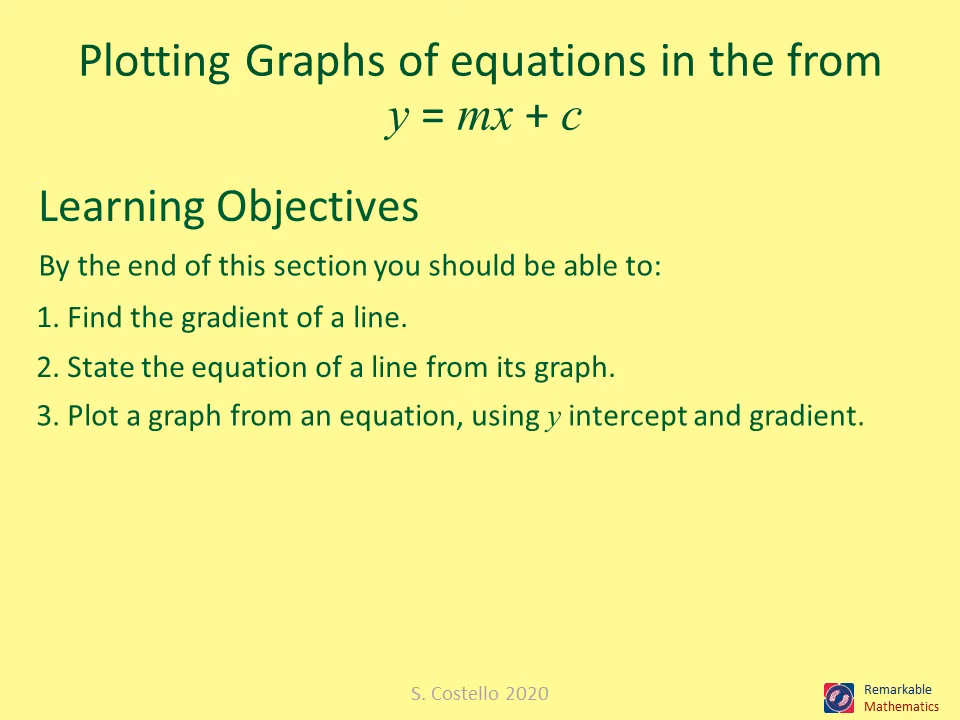 Plotting Graphs of equations in the from
y = mx + c
Learning Objectives
By the end of this section you should be able to:
1. Find the gradient of a line.
2. State the equation of a line from its graph.
3. Plot a graph from an equation, using y intercept and gradient.
S. Costello 2020
Remarkable
Mathematics